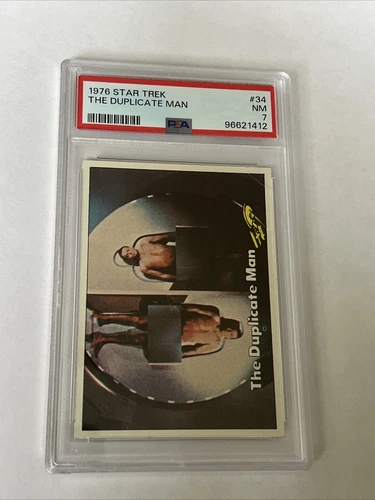 1976 STAR TREK
THE DUPLICATE MAN
#34
NM
7
PSA
96621412
The Duplicate Man